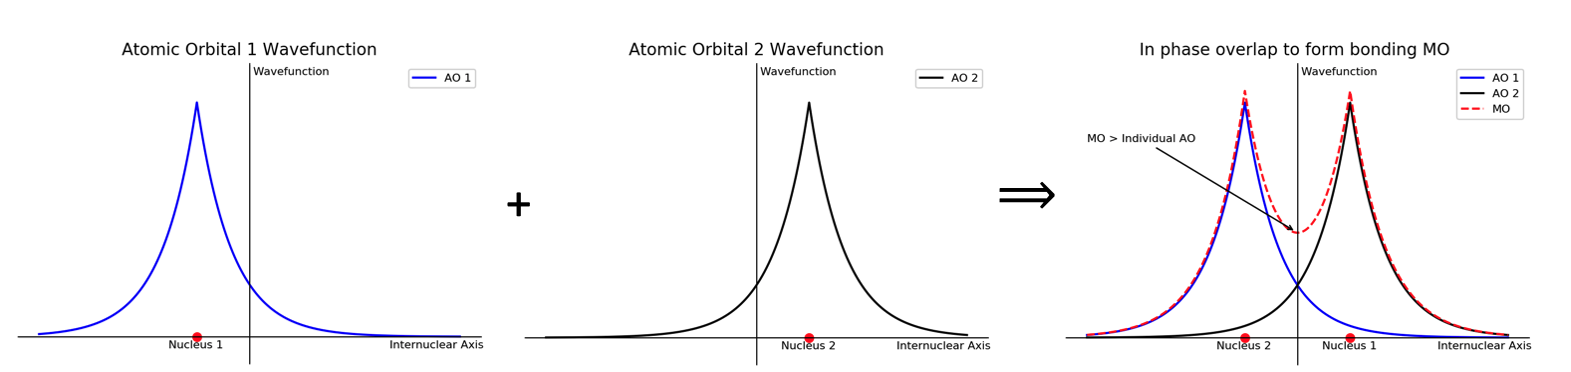 Atomic Orbital 1 Wavefunction
Wavefunction
AO 1
Nucleus 1
Internuclear Axis
+
Atomic Orbital 2 Wavefunction
Wavefunction
AO 2
Nucleus 2
Internuclear Axis
⇒
In phase overlap to form bonding MO
Wavefunction
AO 1
AO 2
MO
MO > Individual AO
Nucleus 2
Nucleus 1
Internuclear Axis